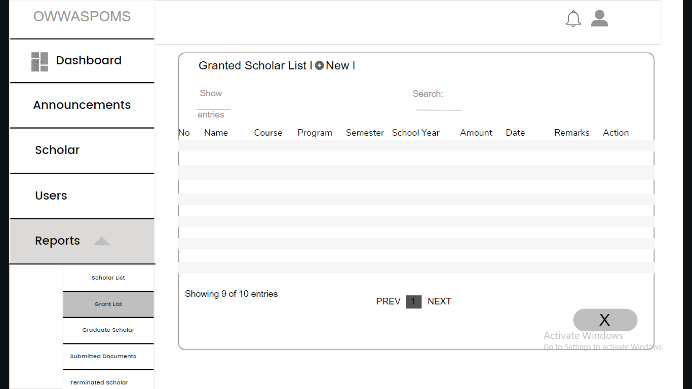 OWWASPOMS
Dashboard
Announcements
Scholar
Users
Reports
Scholar List
Grant List
Graduate Scholar
Submitted Documents
Terminated Scholar
Granted Scholar List | New |
Show
entries
Search:
No Name Course Program Semester School Year Amount Date Remarks Action
Showing 9 of 10 entries
PREV 1 NEXT
X
Activate Windows
Go to Settings to activate Windows.